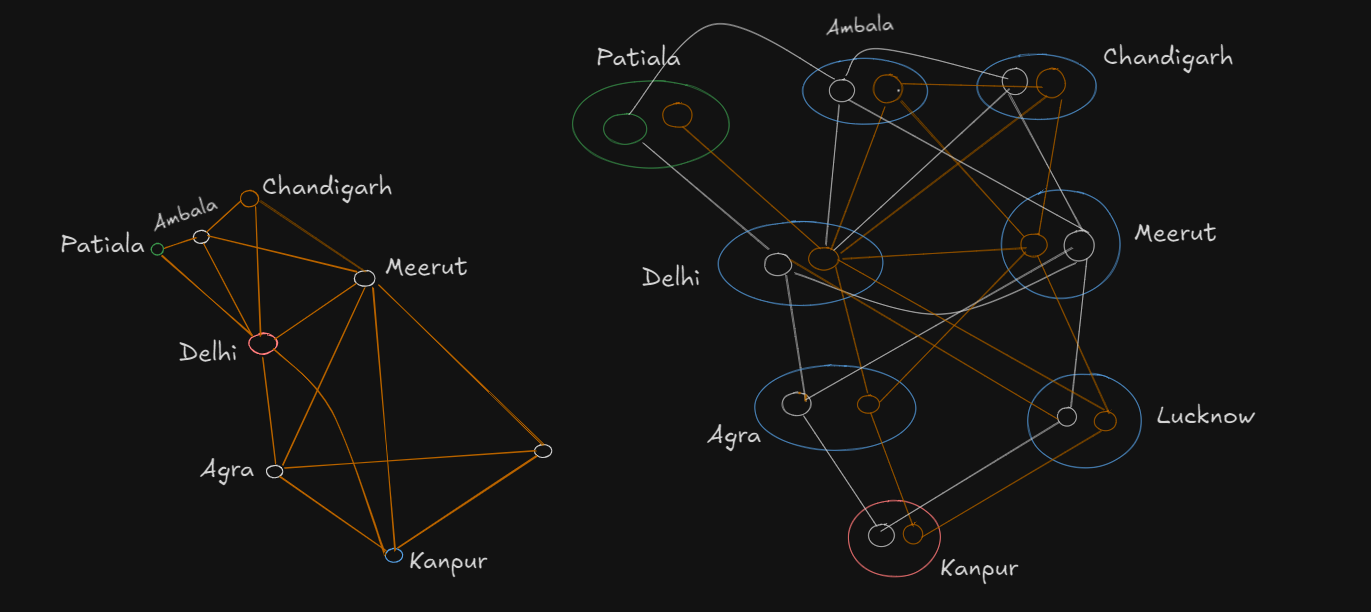 Chandigarh
Ambala
Patiala
Meerut
Delhi
Agra
Kanpur
Ambala
Patiala
Chandigarh
Meerut
Delhi
Lucknow
Agra
Kanpur